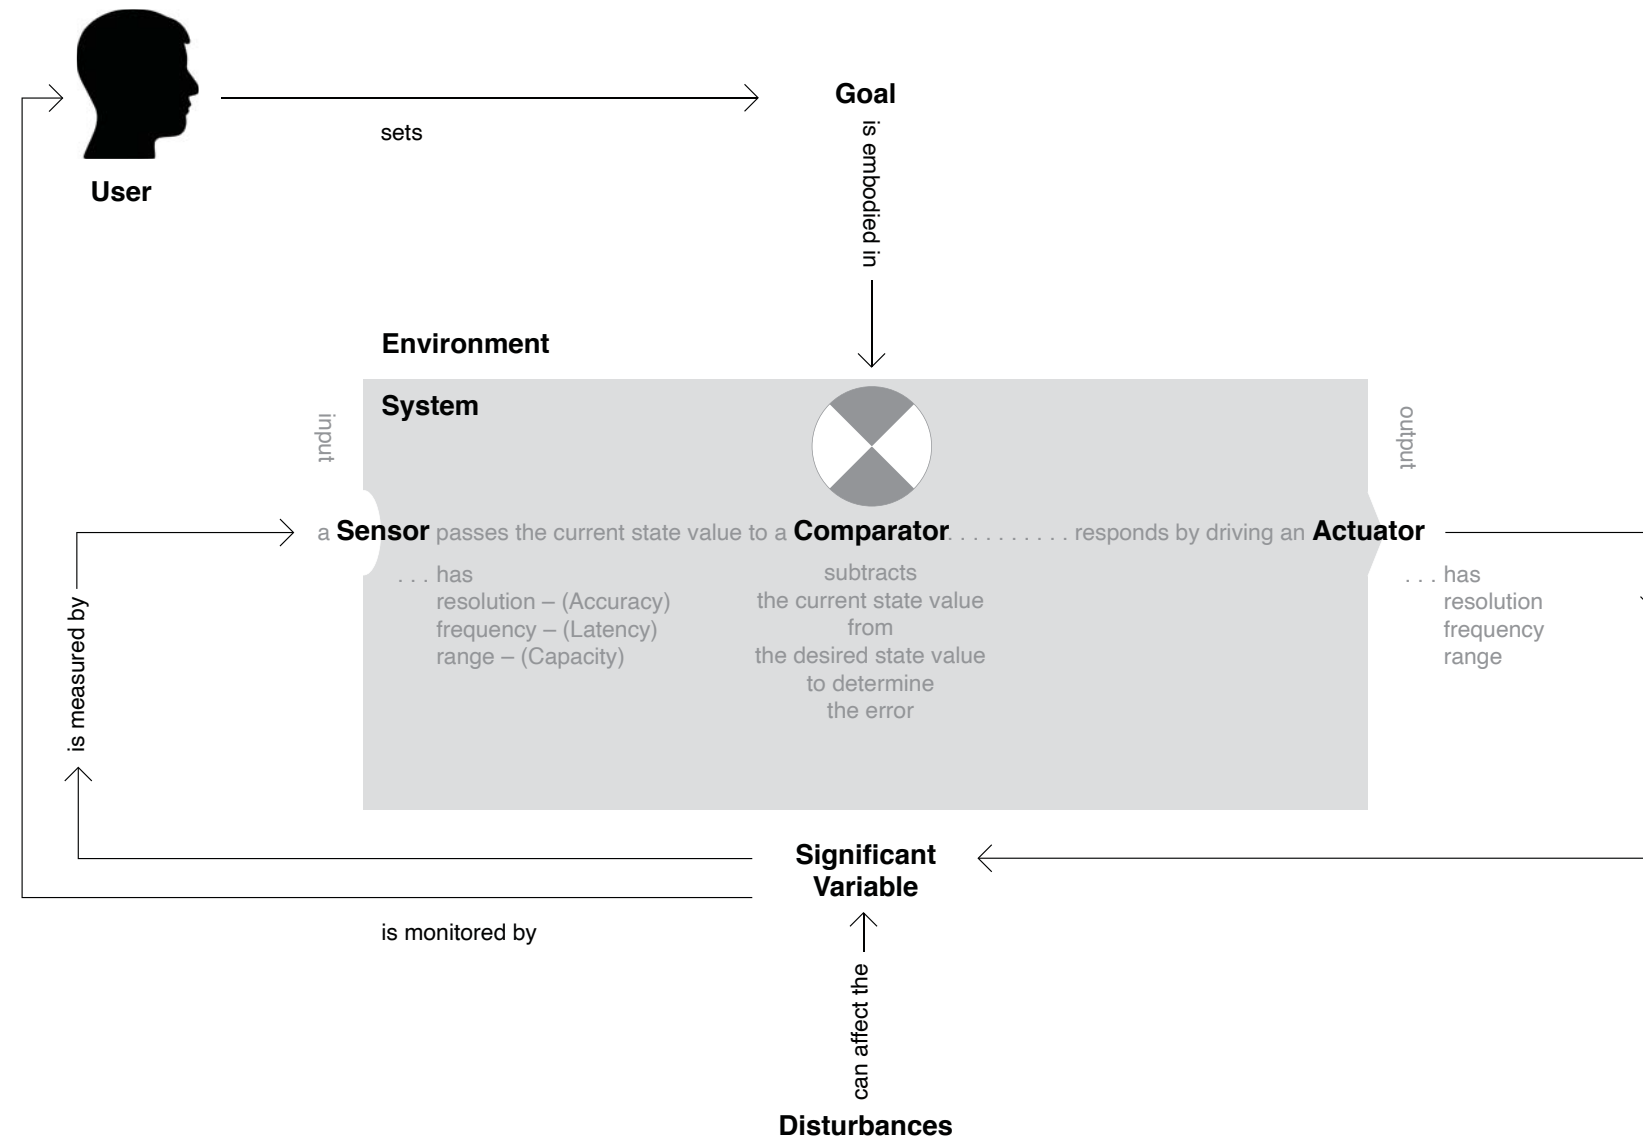 Goal
sets
is embodied in
User
Environment
System
input
output
a Sensor passes the current state value to a Comparator. . . . . . . . . . responds by driving an Actuator
. . . has
resolution – (Accuracy)
frequency – (Latency)
range – (Capacity)
subtracts
the current state value
from
the desired state value
to determine
the error
. . . has
resolution
frequency
range
is measured by
Significant
Variable
is monitored by
can affect the
Disturbances